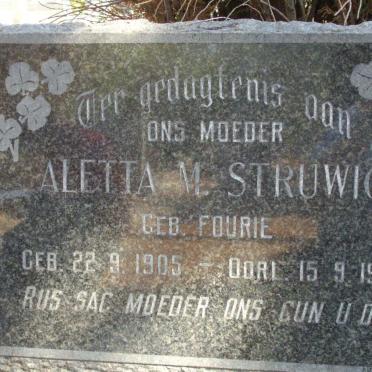 Ter gedagtenis aan
ONS MOEDER
ALETTA M. STRUWIG
GEB. FOURIE
GEB. 22.9.1905 – OORL. 15.9.19
RUS SAG MOEDER ONS GUN U D